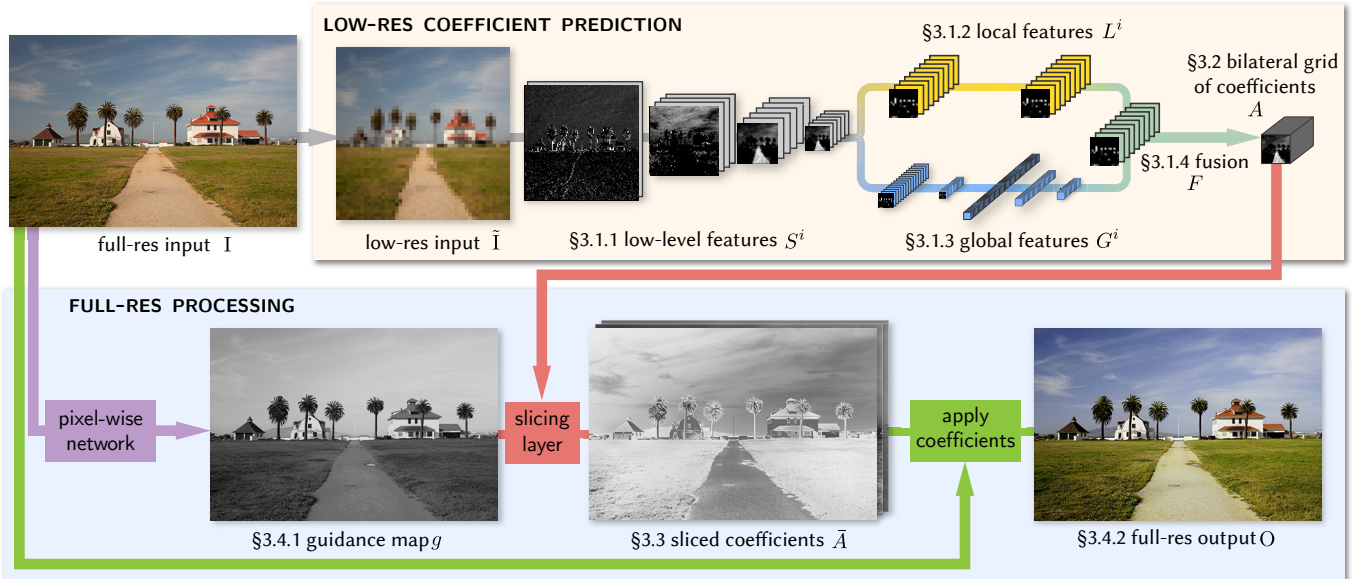 LOW-RES COEFFICIENT PREDICTION
§3.1.2 local features L^i
§3.2 bilateral grid
of coefficients
A
§3.1.4 fusion
F
full-res input I
low-res input Ĩ
§3.1.1 low-level features S^i
§3.1.3 global features G^i
FULL-RES PROCESSING
pixel-wise
network
slicing
layer
apply
coefficients
§3.4.1 guidance map g
§3.3 sliced coefficients Ā
§3.4.2 full-res output O